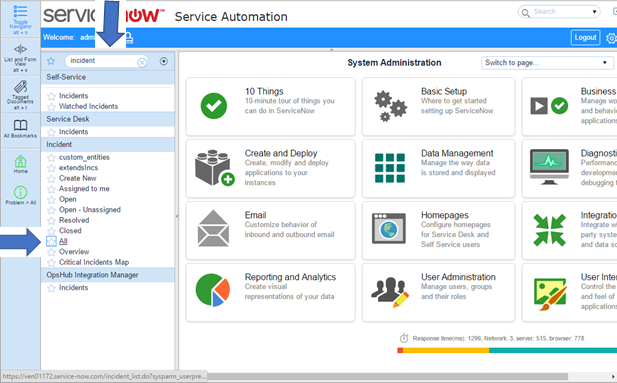 servicenow Service Automation
Search
Welcome: admi
Logout
Toggle
Navigator
alt + n
List and Form
View
alt + v
Tagged
Documents
alt + t
All Bookmarks
Home
Problem > All
incident
Self-Service
Incidents
Watched Incidents
Service Desk
Incidents
Incident
custom_entities
extendsIncs
Create New
Assigned to me
Open
Open - Unassigned
Resolved
Closed
All
Overview
Critical Incidents Map
OpsHub Integration Manager
Incidents
System Administration
Switch to page...
10 Things
10-minute tour of things you
can do in ServiceNow
Basic Setup
Where to get started
setting up ServiceNow
Business
Manage wo
and behavio
applications
Create and Deploy
Create, modify and deploy
applications to your
instances
Data Management
Manage the way data
is stored and displayed
Diagnosti
Performance
developmen
debugging t
Email
Customize behavior of
inbound and outbound email
Homepages
Configure homepages
for Service Desk and
Self Service users
Integratio
Integrate wi
party system
and data so
Reporting and Analytics
Create visual
representations of your data
User Administration
Manage users, groups
and their roles
User Inter
Control the
and feel of
applications
Response time(ms): 1296, Network: 3, server: 515, browser: 778
https://ven01172.service-now.com/incident_list.do?sysparm_userpre...